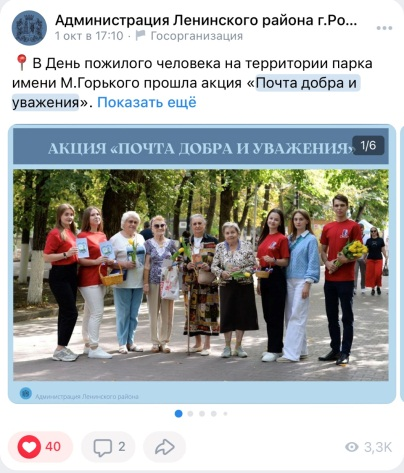 Администрация Ленинского района г.Ро...
1 окт в 17:10 · Госорганизация
В День пожилого человека на территории парка
имени М.Горького прошла акция «Почта добра и
уважения». Показать ещё
АКЦИЯ «ПОЧТА ДОБРА И УВАЖЕНИЯ»
1/6
Администрация Ленинского района
40
2
3,3K